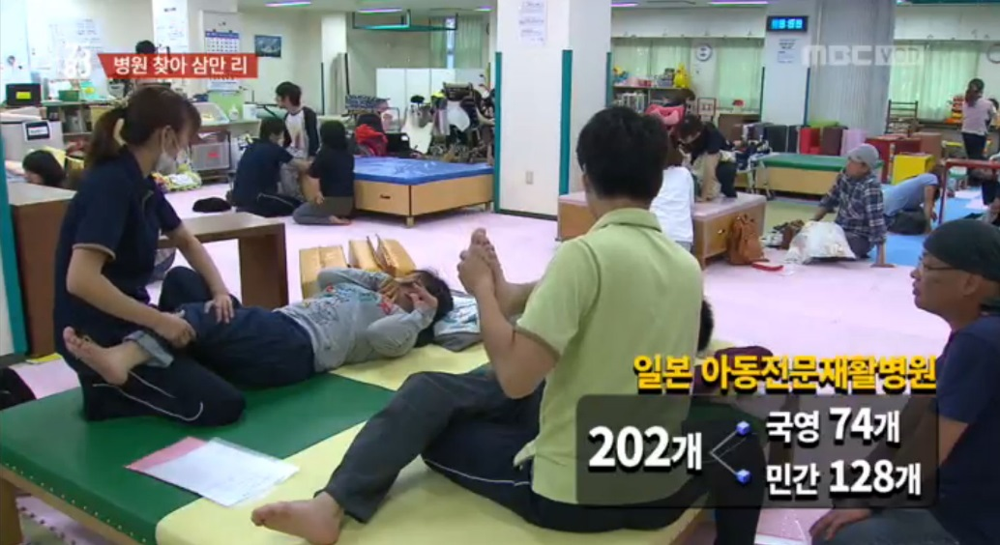 병원 찾아 삼만 리
MBC VOD
일본 아동전문재활병원
202개
국영 74개
민간 128개